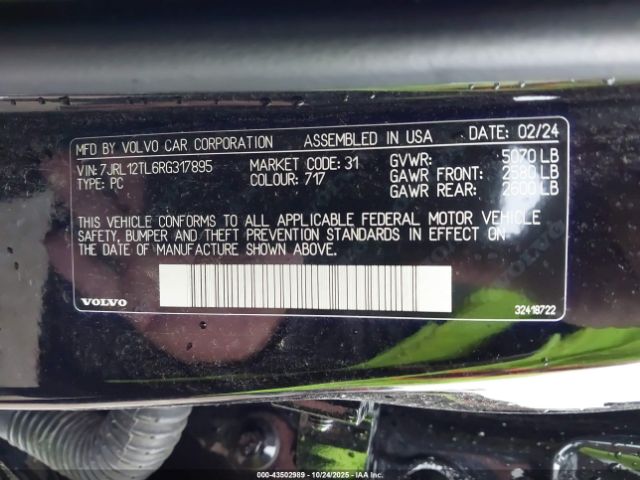 MFD BY VOLVO CAR CORPORATION ASSEMBLED IN USA DATE: 02/24
VIN: 7JRL12TL6RG317895 MARKET CODE: 31 GVWR: 5070 LB
TYPE: PC COLOUR: 717 GAWR FRONT: 2580 LB
GAWR REAR: 2600 LB
THIS VEHICLE CONFORMS TO ALL APPLICABLE FEDERAL MOTOR VEHICLE
SAFETY, BUMPER AND THEFT PREVENTION STANDARDS IN EFFECT ON
THE DATE OF MANUFACTURE SHOWN ABOVE.
VOLVO 32418722
000-43502989 - 10/24/2025 - IAA Inc.